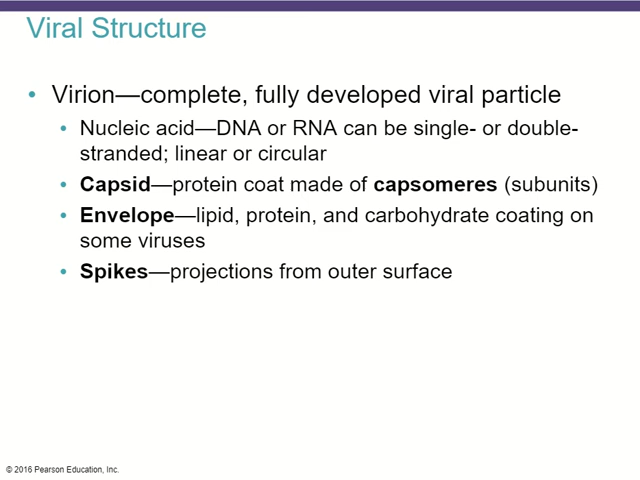 Viral Structure
• Virion—complete, fully developed viral particle
• Nucleic acid—DNA or RNA can be single- or double-
stranded; linear or circular
• Capsid—protein coat made of capsomeres (subunits)
• Envelope—lipid, protein, and carbohydrate coating on
some viruses
• Spikes—projections from outer surface
© 2016 Pearson Education, Inc.